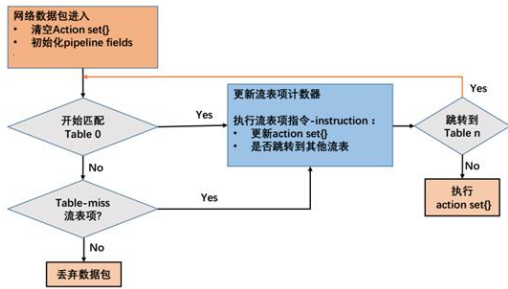 网络数据包进入
• 清空Action set{}
• 初始化pipeline fields
开始匹配
Table 0
Yes
更新流表项计数器
执行流表项指令-instruction：
• 更新action set{}
• 是否跳转到其他流表
Yes
跳转到
Table n
No
No
执行
action set{}
Table-miss
流表项?
Yes
No
丢弃数据包